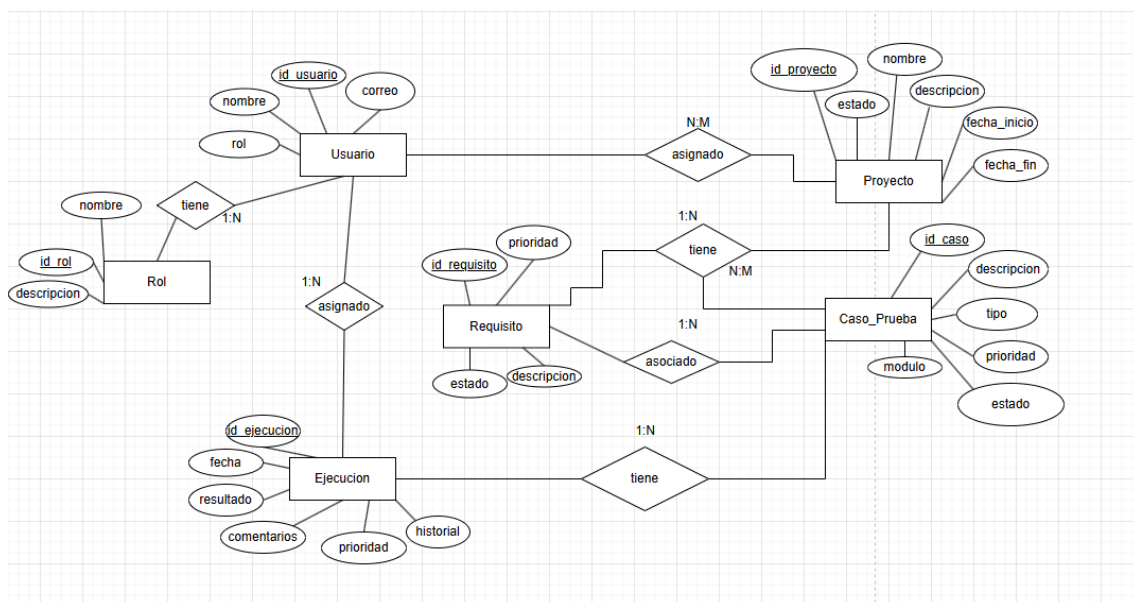 id_usuario
nombre
correo
rol
Usuario
N:M
asignado
id_proyecto
nombre
estado
descripcion
fecha_inicio
fecha_fin
Proyecto
nombre
tiene
1:N
id_rol
descripcion
Rol
1:N
asignado
id_requisito
prioridad
Requisito
estado
descripcion
1:N
tiene
N:M
1:N
asociado
id_caso
descripcion
tipo
prioridad
estado
modulo
Caso_Prueba
id_ejecucion
fecha
resultado
comentarios
prioridad
historial
Ejecucion
1:N
tiene